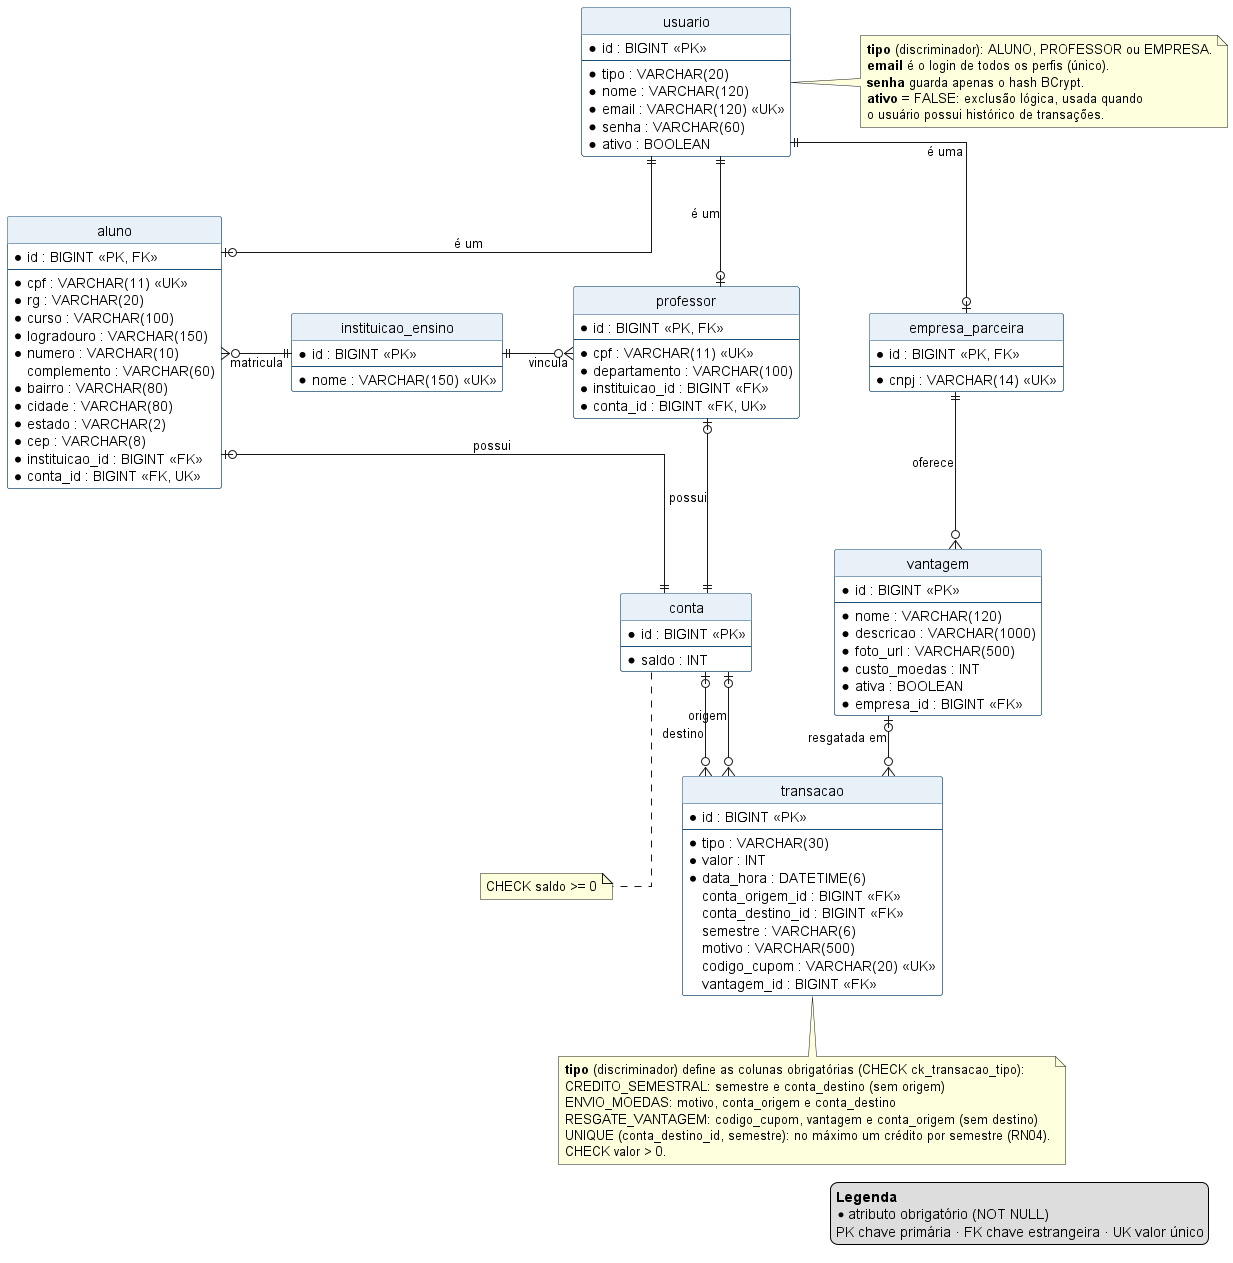 usuario
● id : BIGINT «PK»
● tipo : VARCHAR(20)
● nome : VARCHAR(120)
● email : VARCHAR(120) «UK»
● senha : VARCHAR(60)
● ativo : BOOLEAN
tipo (discriminador): ALUNO, PROFESSOR ou EMPRESA.
email é o login de todos os perfis (único).
senha guarda apenas o hash BCrypt.
ativo = FALSE: exclusão lógica, usada quando
o usuário possui histórico de transações.
é uma
é um
é um
aluno
● id : BIGINT «PK, FK»
● cpf : VARCHAR(11) «UK»
● rg : VARCHAR(20)
● curso : VARCHAR(100)
● logradouro : VARCHAR(150)
● numero : VARCHAR(10)
complemento : VARCHAR(60)
● bairro : VARCHAR(80)
● cidade : VARCHAR(80)
● estado : VARCHAR(2)
● cep : VARCHAR(8)
● instituicao_id : BIGINT «FK»
● conta_id : BIGINT «FK, UK»
matricula
instituicao_ensino
● id : BIGINT «PK»
● nome : VARCHAR(150) «UK»
vincula
professor
● id : BIGINT «PK, FK»
● cpf : VARCHAR(11) «UK»
● departamento : VARCHAR(100)
● instituicao_id : BIGINT «FK»
● conta_id : BIGINT «FK, UK»
empresa_parceira
● id : BIGINT «PK, FK»
● cnpj : VARCHAR(14) «UK»
possui
possui
oferece
conta
● id : BIGINT «PK»
● saldo : INT
vantagem
● id : BIGINT «PK»
● nome : VARCHAR(120)
● descricao : VARCHAR(1000)
● foto_url : VARCHAR(500)
● custo_moedas : INT
● ativa : BOOLEAN
● empresa_id : BIGINT «FK»
origem
destino
resgatada em
CHECK saldo >= 0
transacao
● id : BIGINT «PK»
● tipo : VARCHAR(30)
● valor : INT
● data_hora : DATETIME(6)
conta_origem_id : BIGINT «FK»
conta_destino_id : BIGINT «FK»
semestre : VARCHAR(6)
motivo : VARCHAR(500)
codigo_cupom : VARCHAR(20) «UK»
vantagem_id : BIGINT «FK»
tipo (discriminador) define as colunas obrigatórias (CHECK ck_transacao_tipo):
CREDITO_SEMESTRAL: semestre e conta_destino (sem origem)
ENVIO_MOEDAS: motivo, conta_origem e conta_destino
RESGATE_VANTAGEM: codigo_cupom, vantagem e conta_origem (sem destino)
UNIQUE (conta_destino_id, semestre): no máximo um crédito por semestre (RN04).
CHECK valor > 0.
Legenda
● atributo obrigatório (NOT NULL)
PK chave primária · FK chave estrangeira · UK valor único